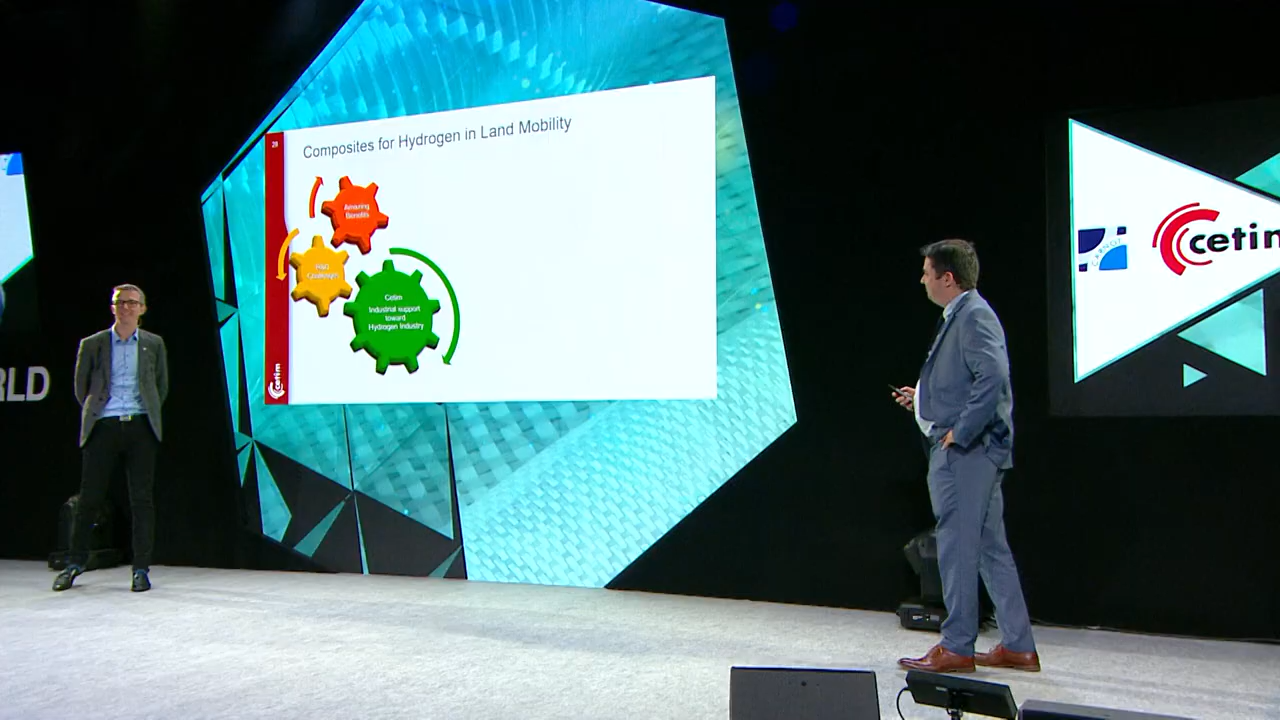 28
Composites for Hydrogen in Land Mobility
Amazing
Benefits
R&D
Challenges
Cetim
Industrial support
toward
Hydrogen Industry
cetim
RLD
CARNOT
cetim